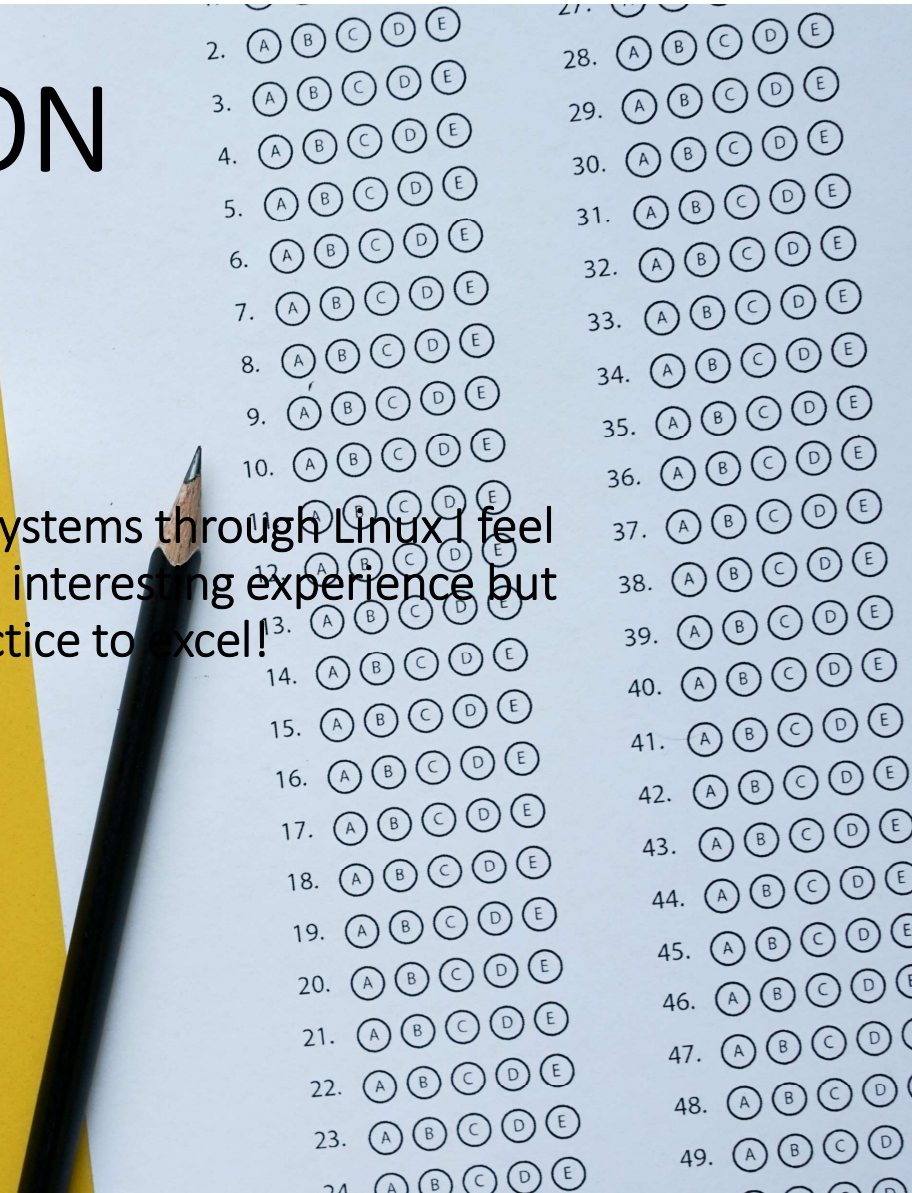 ON
ystems through Linux I feel
interesting experience but
ctice to excel!
2. A B C D E
3. A B C D E
4. A B C D E
5. A B C D E
6. A B C D E
7. A B C D E
8. A B C D E
9. A B C D E
10. A B C D E
11. A B C D E
12. A B C D E
13. A B C D E
14. A B C D E
15. A B C D E
16. A B C D E
17. A B C D E
18. A B C D E
19. A B C D E
20. A B C D E
21. A B C D E
22. A B C D E
23. A B C D E
24 A B C D E
27.
28. A B C D E
29. A B C D E
30. A B C D E
31. A B C D E
32. A B C D E
33. A B C D E
34. A B C D E
35. A B C D E
36. A B C D E
37. A B C D E
38. A B C D E
39. A B C D E
40. A B C D E
41. A B C D E
42. A B C D E
43. A B C D E
44. A B C D E
45. A B C D E
46. A B C D
47. A B C D
48. A B C D
49. A B C D